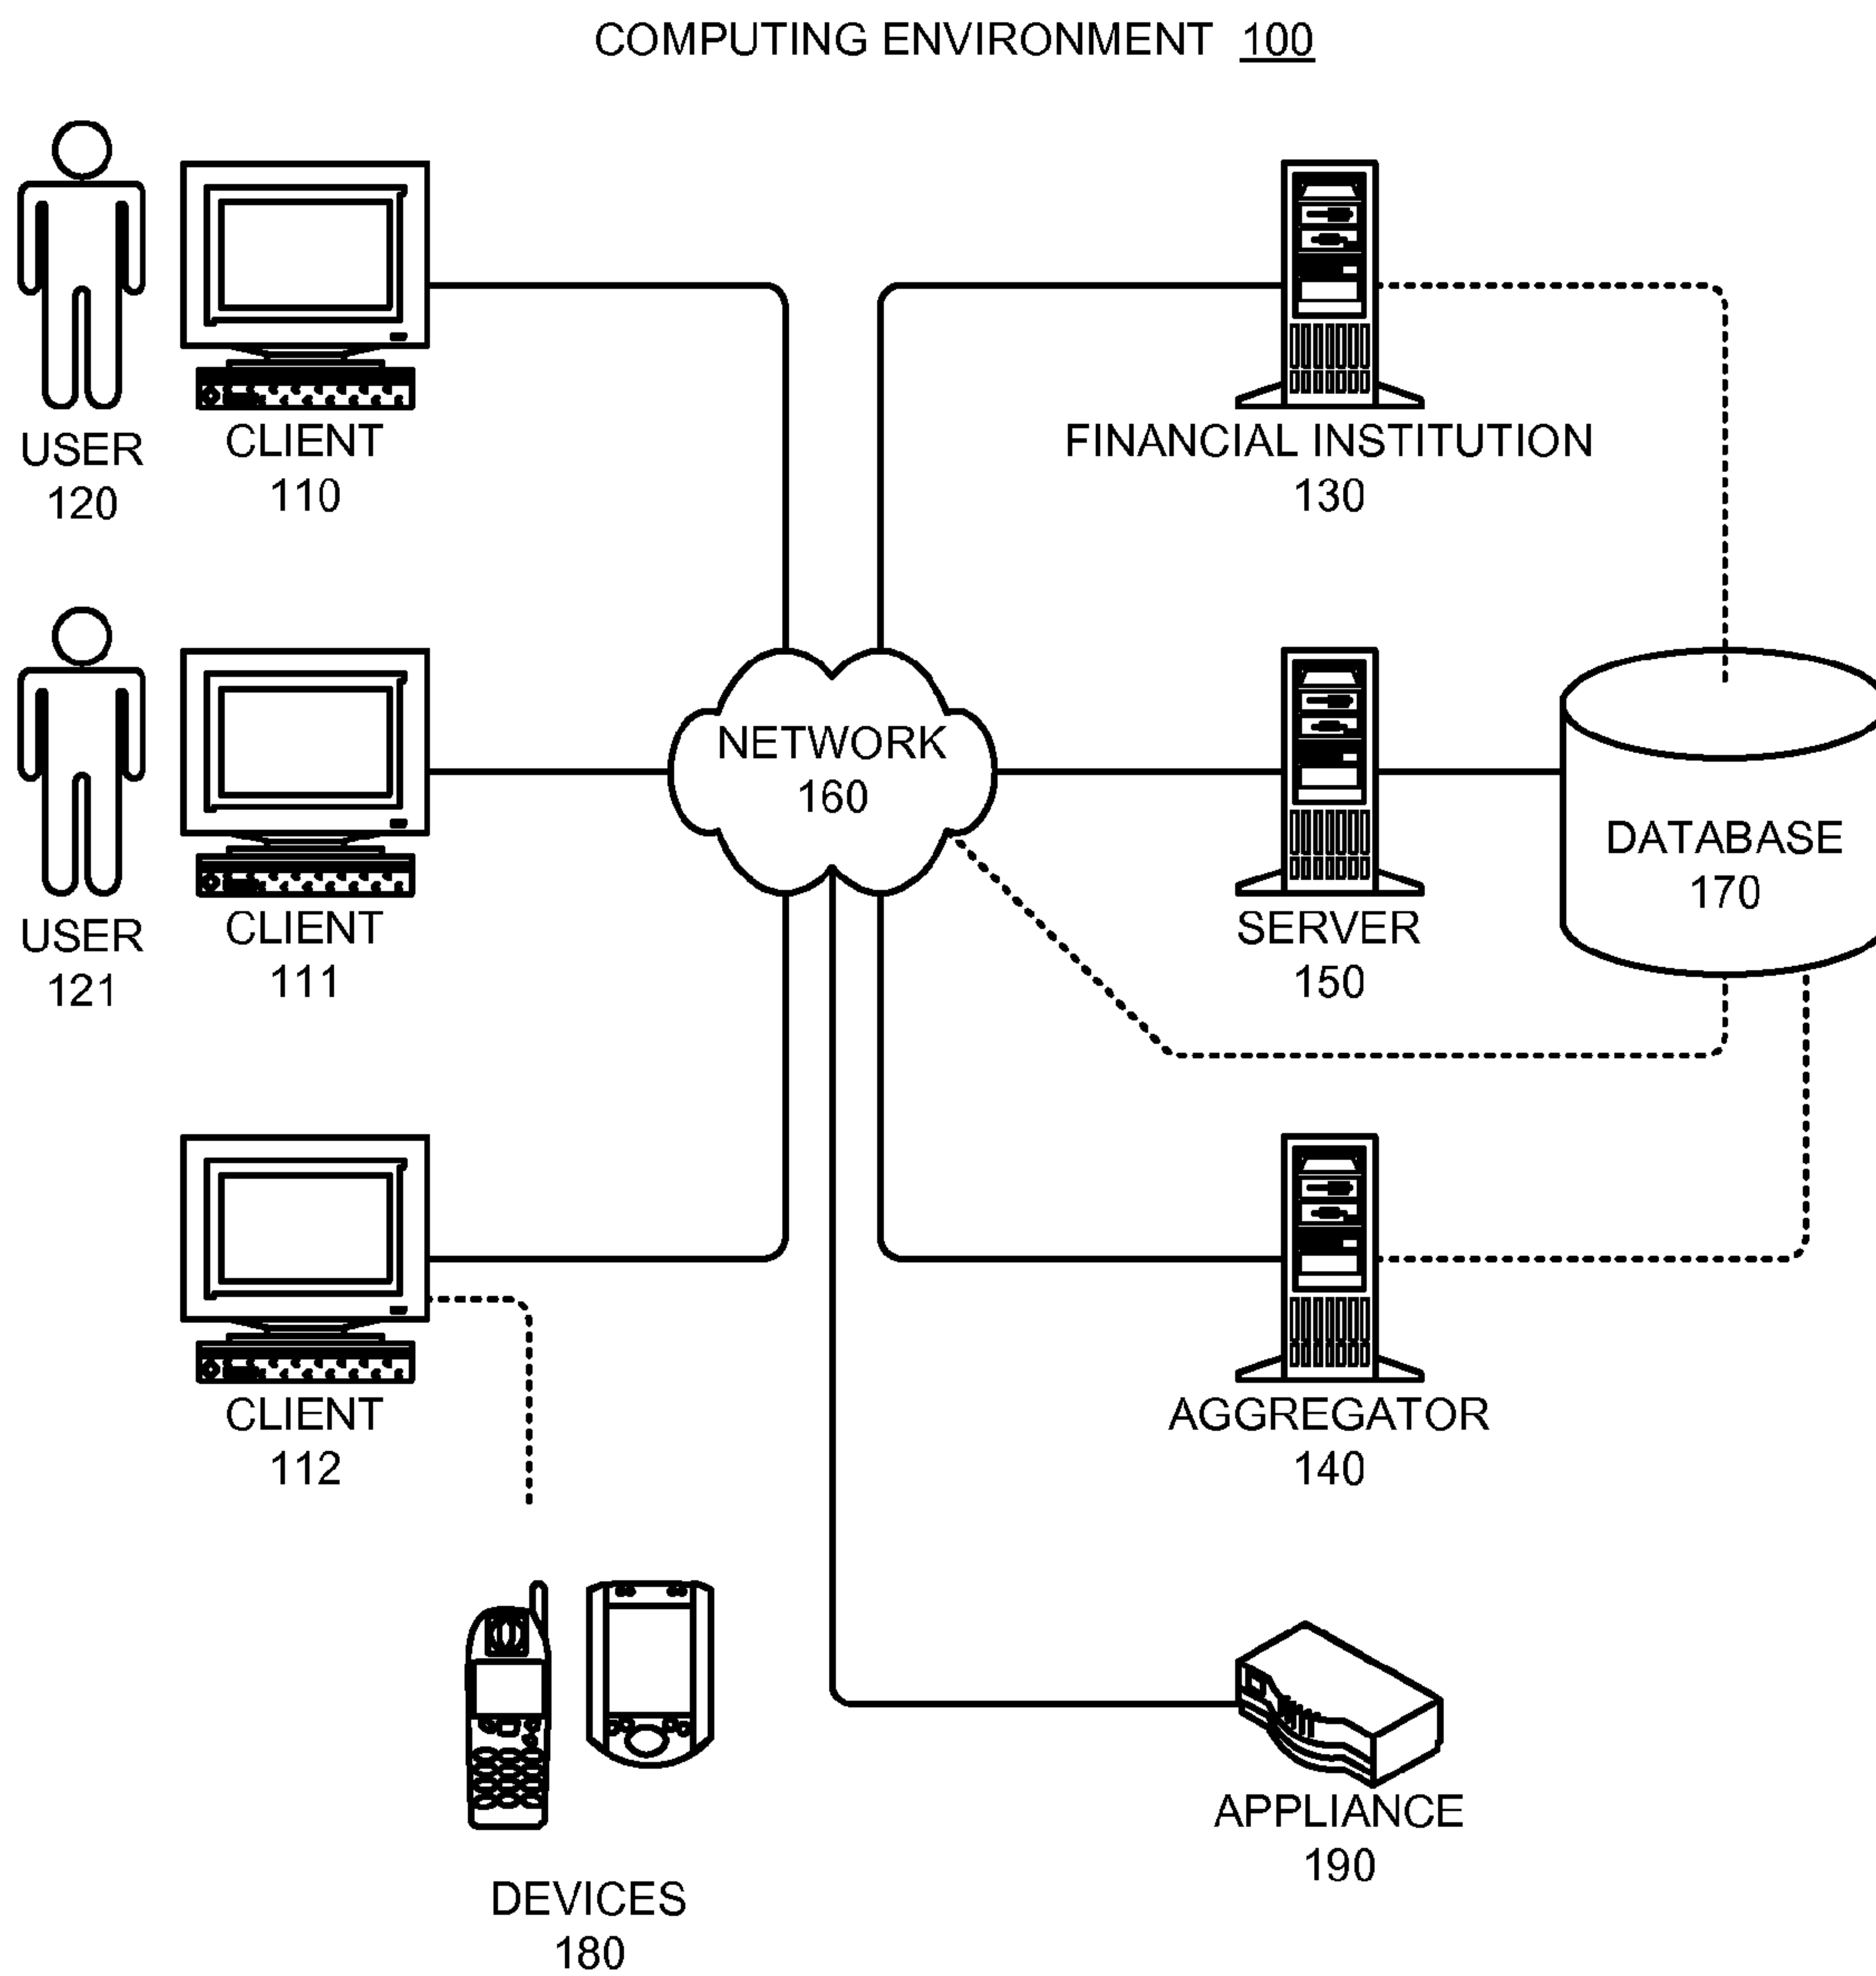 COMPUTING ENVIRONMENT 100
USER
120
CLIENT
110
FINANCIAL INSTITUTION
130
USER
121
CLIENT
111
NETWORK
160
SERVER
150
DATABASE
170
CLIENT
112
AGGREGATOR
140
DEVICES
180
APPLIANCE
190